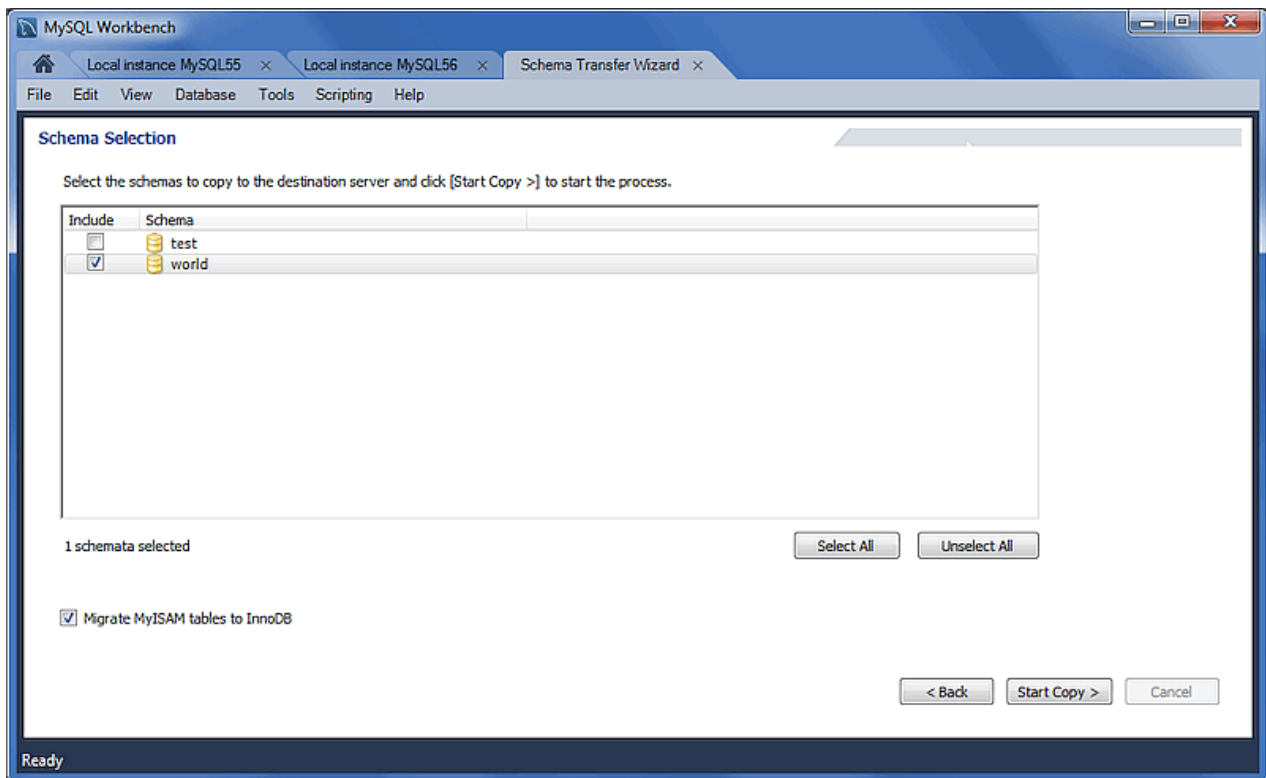 MySQL Workbench
Local instance MySQL55 × Local instance MySQL56 × Schema Transfer Wizard ×
File Edit View Database Tools Scripting Help
Schema Selection
Select the schemas to copy to the destination server and click [Start Copy >] to start the process.
Include Schema
test
world
1 schemata selected Select All Unselect All
Migrate MyISAM tables to InnoDB
< Back Start Copy > Cancel
Ready